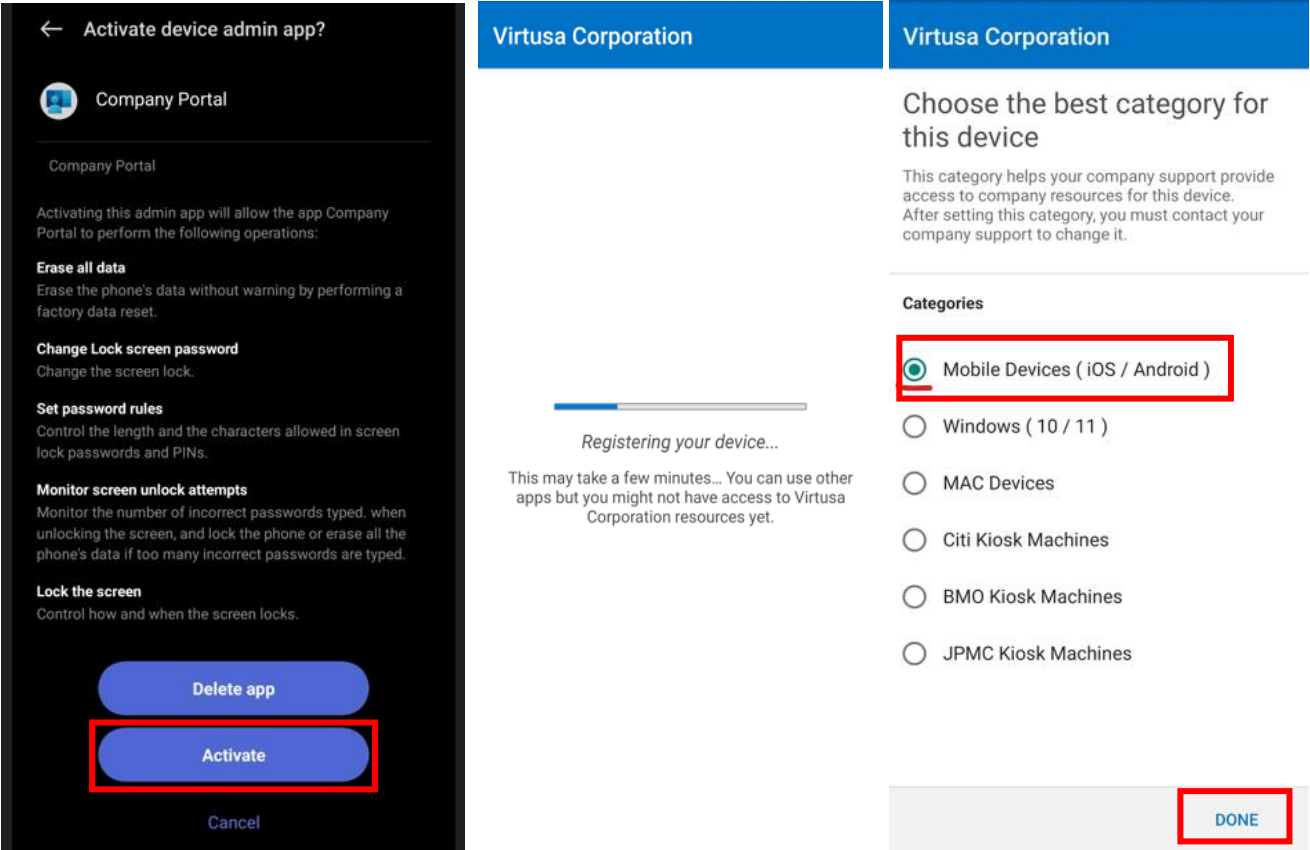 Activate device admin app?
Company Portal
Company Portal
Activating this admin app will allow the app Company
Portal to perform the following operations:
Erase all data
Erase the phone's data without warning by performing a
factory data reset.
Change Lock screen password
Change the screen lock.
Set password rules
Control the length and the characters allowed in screen
lock passwords and PINs.
Monitor screen unlock attempts
Monitor the number of incorrect passwords typed. when
unlocking the screen, and lock the phone or erase all the
phone's data if too many incorrect passwords are typed.
Lock the screen
Control how and when the screen locks.
Delete app
Activate
Cancel
Virtusa Corporation
Registering your device...
This may take a few minutes... You can use other
apps but you might not have access to Virtusa
Corporation resources yet.
Virtusa Corporation
Choose the best category for
this device
This category helps your company support provide
access to company resources for this device.
After setting this category, you must contact your
company support to change it.
Categories
Mobile Devices ( iOS / Android )
Windows ( 10 / 11 )
MAC Devices
Citi Kiosk Machines
BMO Kiosk Machines
JPMC Kiosk Machines
DONE